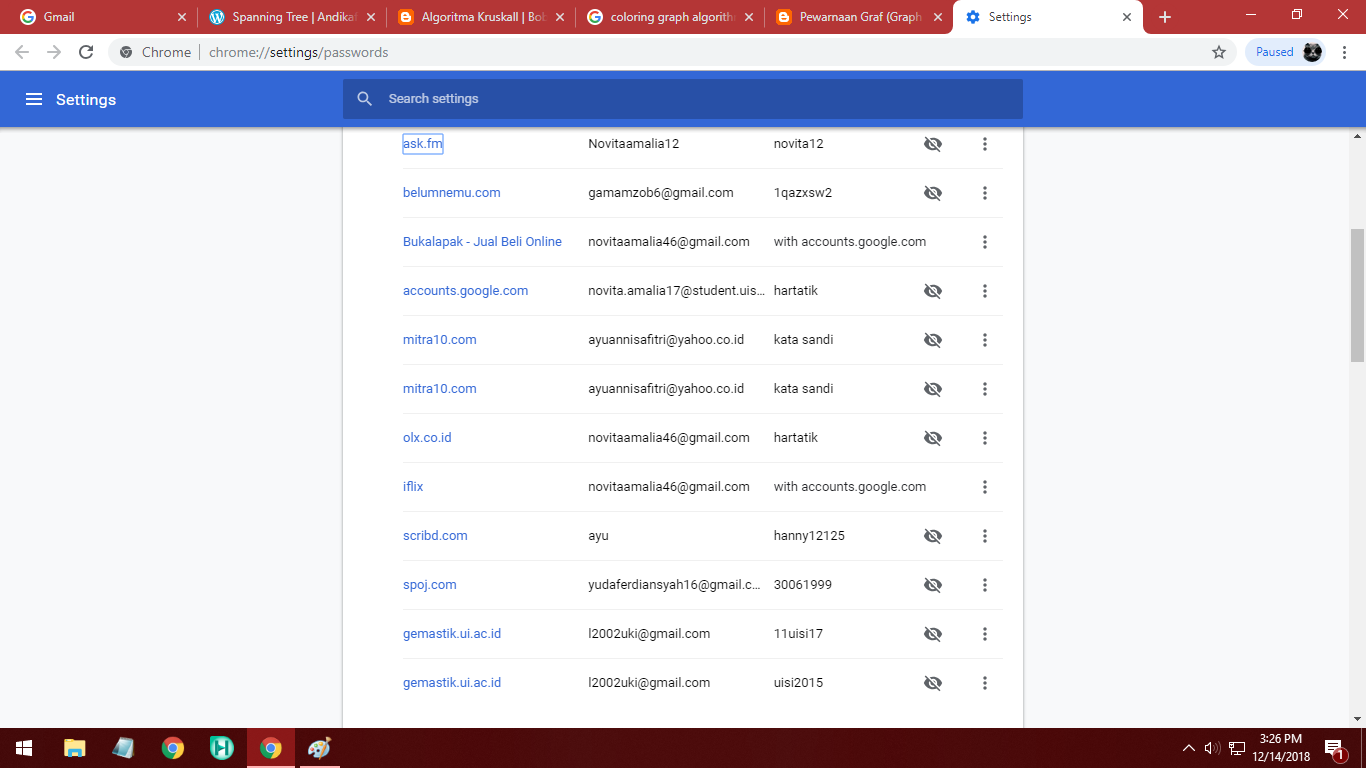 Gmail
Spanning Tree | Andika
Algoritma Kruskall | Bo
coloring graph algorith
Pewarnaan Graf (Graph
Settings
Chrome | chrome://settings/passwords
Paused
Settings
Search settings
ask.fm Novitaamalia12 novita12
belumnemu.com gamamzob6@gmail.com 1qazxsw2
Bukalapak - Jual Beli Online novitaamalia46@gmail.com with accounts.google.com
accounts.google.com novita.amalia17@student.uis... hartatik
mitra10.com ayuannisafitri@yahoo.co.id kata sandi
mitra10.com ayuannisafitri@yahoo.co.id kata sandi
olx.co.id novitaamalia46@gmail.com hartatik
iflix novitaamalia46@gmail.com with accounts.google.com
scribd.com ayu hanny12125
spoj.com yudaferdiansyah16@gmail.c... 30061999
gemastik.ui.ac.id l2002uki@gmail.com 11uisi17
gemastik.ui.ac.id l2002uki@gmail.com uisi2015
3:26 PM
12/14/2018
1